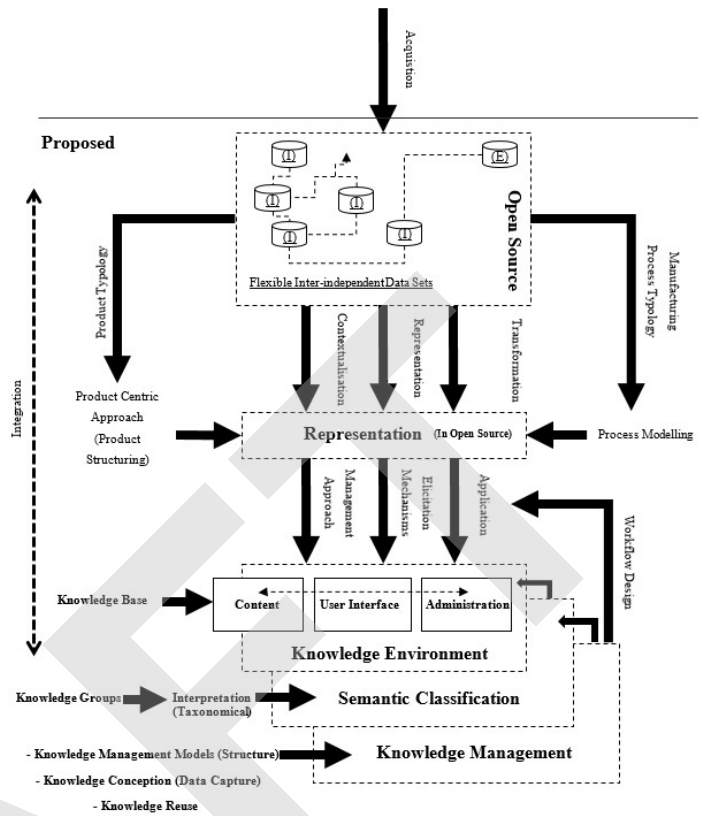 Acquistion
Proposed
(I)
(E)
(I)
(I)
(I)
(I)
Open Source
Flexible Inter-independent Data Sets
Product Typology
Manufacturing
Process Typology
Contextualisation
Representation
Transformation
Integration
Product Centric
Approach
(Product
Structuring)
Representation (In Open Source)
Process Modelling
Management
Approach
Elicitation
Mechanisms
Application
Workflow Design
Knowledge Base
Content
User Interface
Administration
Knowledge Environment
Knowledge Groups
Interpretation
(Taxonomical)
Semantic Classification
- Knowledge Management Models (Structure)
Knowledge Management
- Knowledge Conception (Data Capture)
- Knowledge Reuse